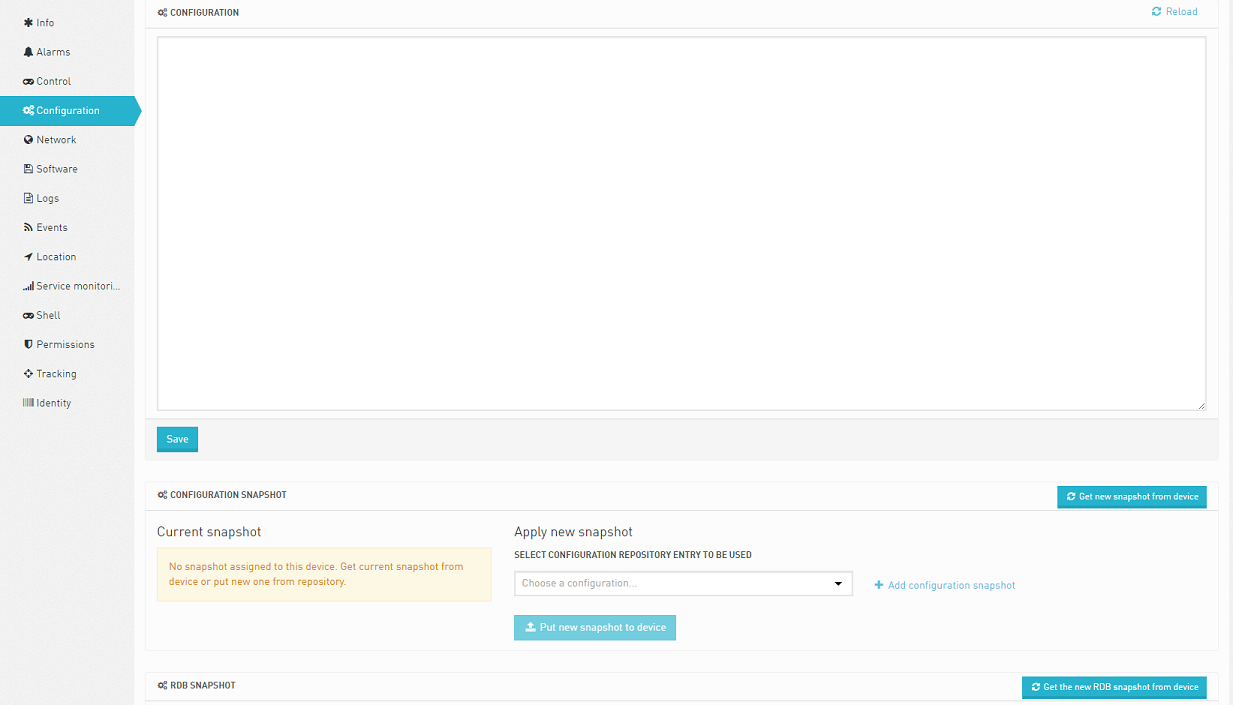 Info
Alarms
Control
Configuration
Network
Software
Logs
Events
Location
Service monitori...
Shell
Permissions
Tracking
Identity
CONFIGURATION
Reload
Save
CONFIGURATION SNAPSHOT
Get new snapshot from device
Current snapshot
No snapshot assigned to this device. Get current snapshot from
device or put new one from repository.
Apply new snapshot
SELECT CONFIGURATION REPOSITORY ENTRY TO BE USED
Choose a configuration...
Add configuration snapshot
Put new snapshot to device
RDB SNAPSHOT
Get the new RDB snapshot from device